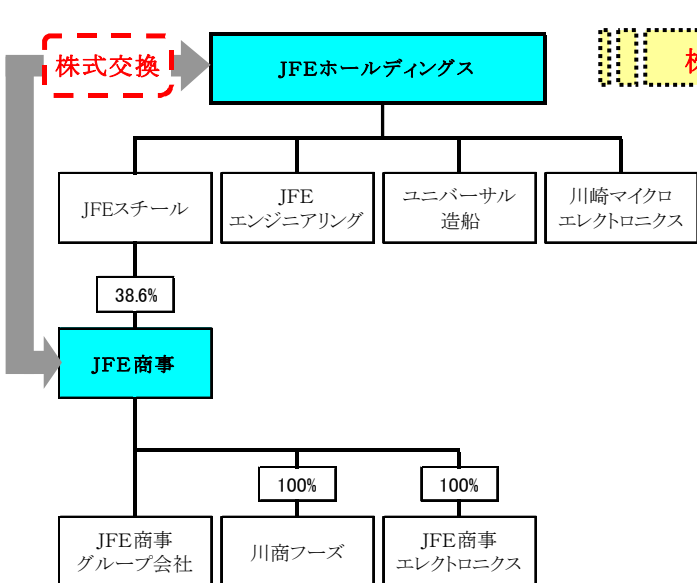 株式交換
JFEホールディングス
株
JFEスチール
JFE
エンジニアリング
ユニバーサル
造船
川崎マイクロ
エレクトロニクス
38.6%
JFE商事
100%
100%
JFE商事
グループ会社
川商フーズ
JFE商事
エレクトロニクス